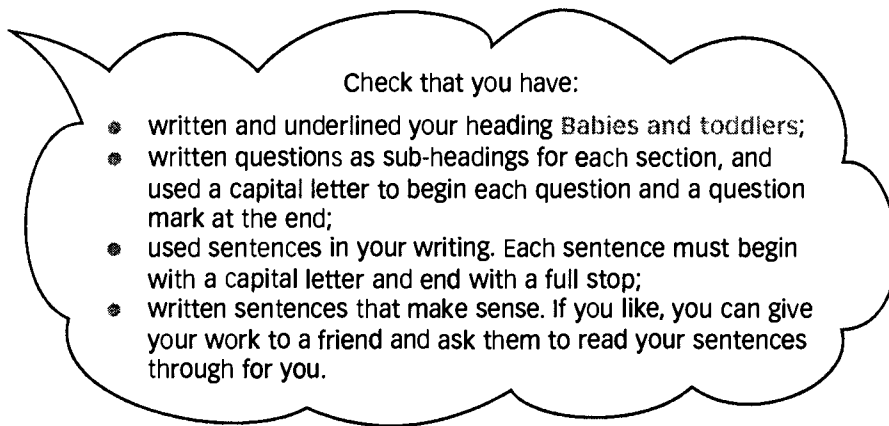 Check that you have:
written and underlined your heading Babies and toddlers;
written questions as sub-headings for each section, and
used a capital letter to begin each question and a question
mark at the end;
used sentences in your writing. Each sentence must begin
with a capital letter and end with a full stop;
written sentences that make sense. If you like, you can give
your work to a friend and ask them to read your sentences
through for you.